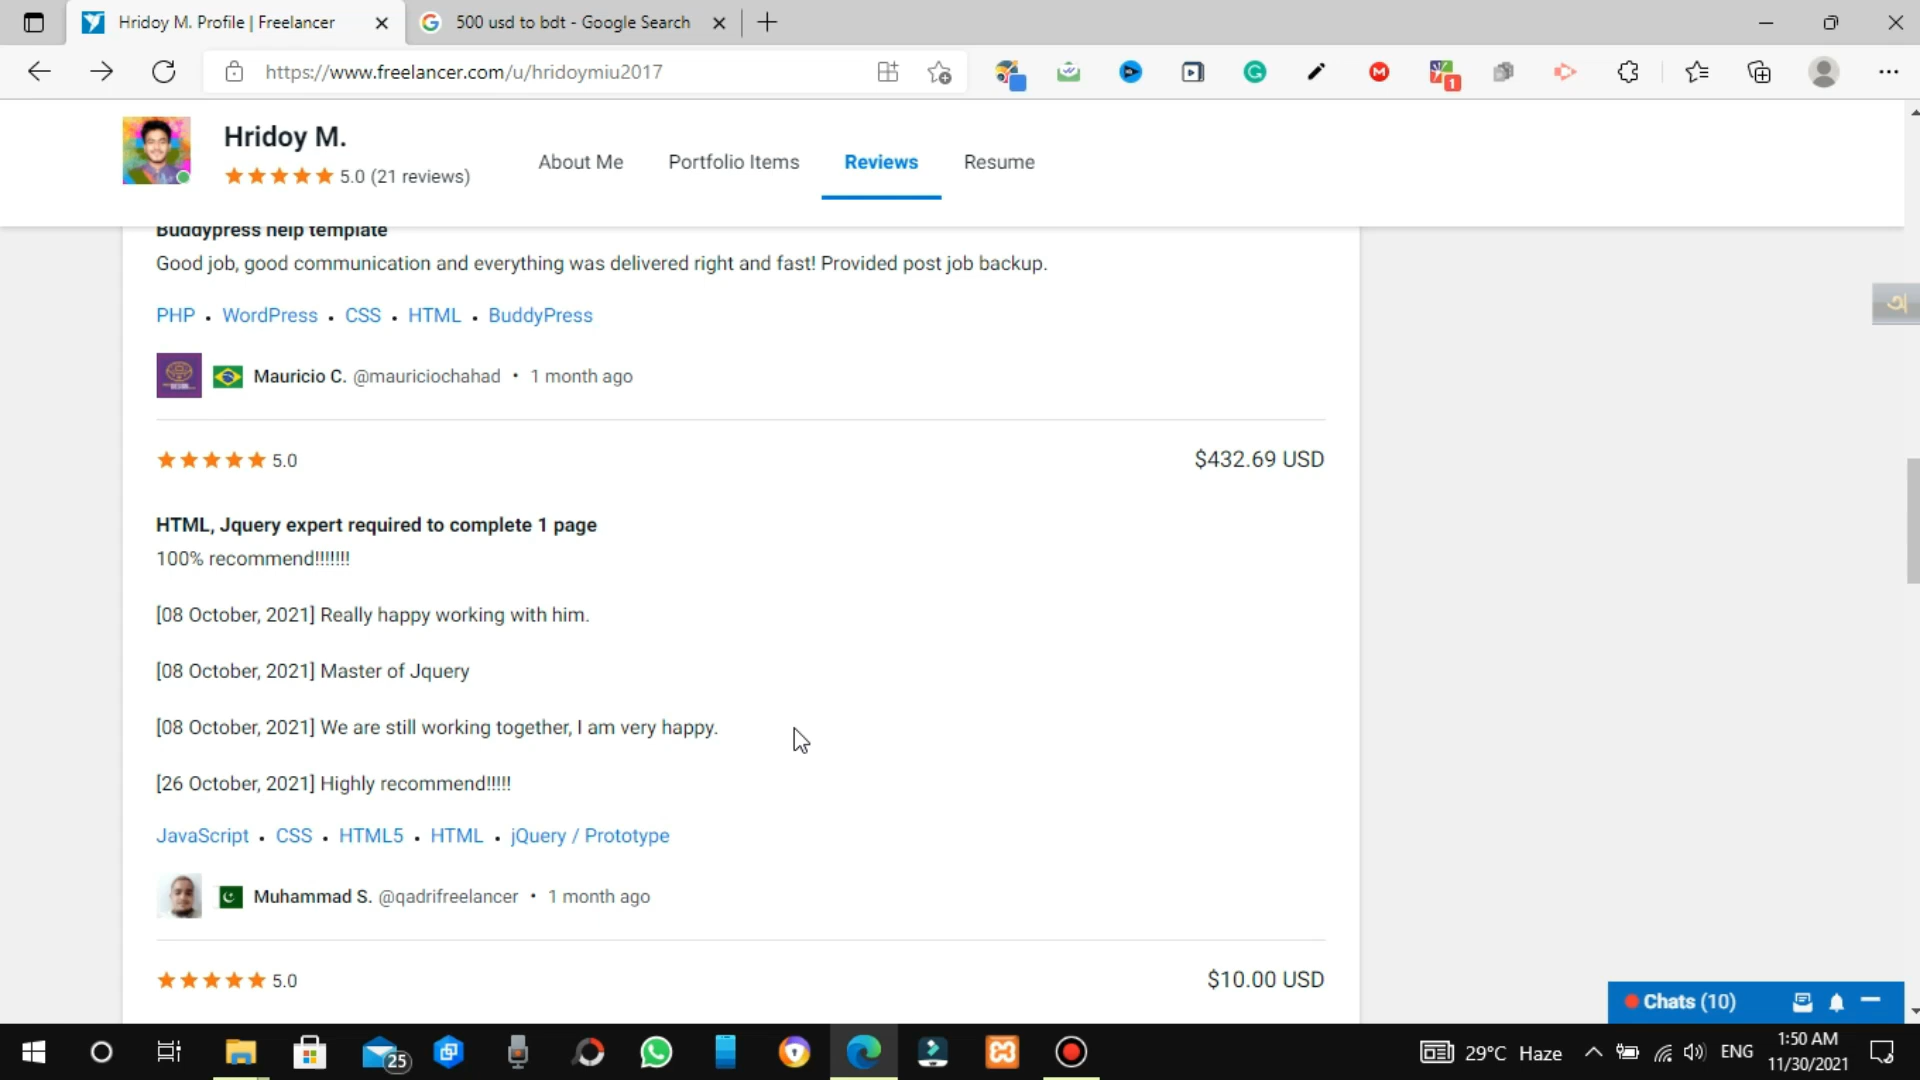 Hridoy M. Profile | Freelancer
500 usd to bdt - Google Search
https://www.freelancer.com/u/hridoymiu2017
1
Hridoy M.
5.0 (21 reviews)
About Me
Portfolio Items
Reviews
Resume
Buddypress help template
Good job, good communication and everything was delivered right and fast! Provided post job backup.
PHP • WordPress • CSS • HTML • BuddyPress
অ
Mauricio C. @mauriciochahad • 1 month ago
5.0
$432.69 USD
HTML, Jquery expert required to complete 1 page
100% recommend!!!!!!!
[08 October, 2021] Really happy working with him.
[08 October, 2021] Master of Jquery
[08 October, 2021] We are still working together, I am very happy.
[26 October, 2021] Highly recommend!!!!!
JavaScript • CSS • HTML5 • HTML • jQuery / Prototype
Muhammad S. @qadrifreelancer • 1 month ago
5.0
$10.00 USD
Chats (10)
25
29°C Haze
ENG
1:50 AM
11/30/2021